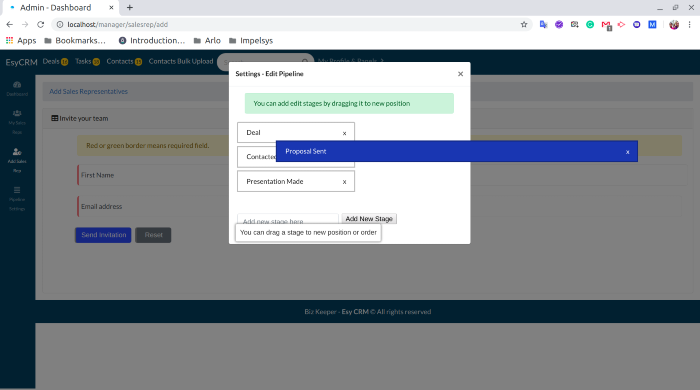 Admin - Dashboard
localhost/manager/salesrep/add
Apps Bookmarks... Introduction... Arlo Impelsys
EsyCRM Deals Tasks Contacts Contacts Bulk Upload
Settings - Edit Pipeline x
Dashboard
Add Sales Representatives
You can add edit stages by dragging it to new position
Invite your team
Deal x
Red or green border means required field.
Proposal Sent x
Contacted
Add Sales
Rep
First Name
Presentation Made x
Pipeline
Settings
Email address
Add new stage here
Add New Stage
You can drag a stage to new position or order
Send Invitation Reset
Biz Keeper - Esy CRM © All rights reserved